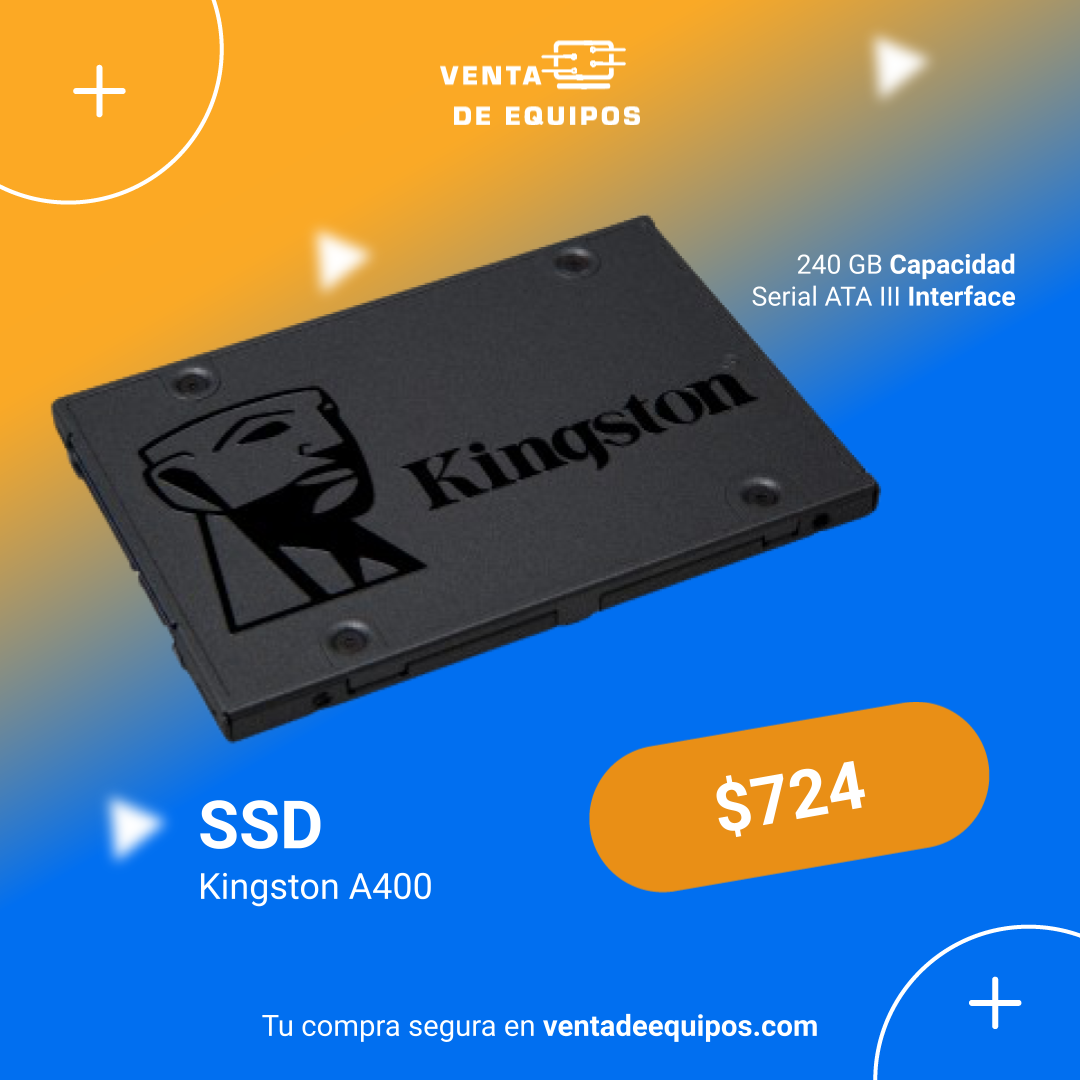 VENTA
DE EQUIPOS
240 GB Capacidad
Serial ATA III Interface
Kingston
$724
SSD
Kingston A400
Tu compra segura en ventadeequipos.com